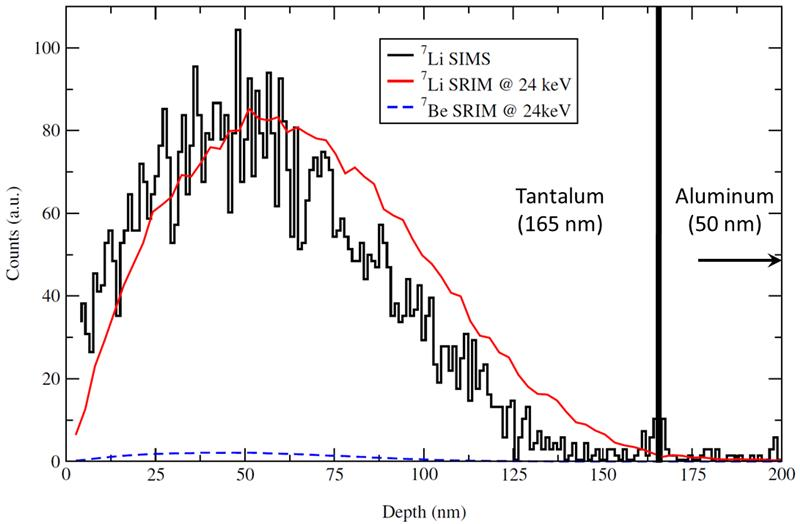 ⁷Li SIMS
⁷Li SRIM @ 24 keV
⁷Be SRIM @ 24keV
Tantalum
(165 nm)
Aluminum
(50 nm)
Counts (a.u.)
100
80
60
40
20
0
0 25 50 75 100 125 150 175 200
Depth (nm)